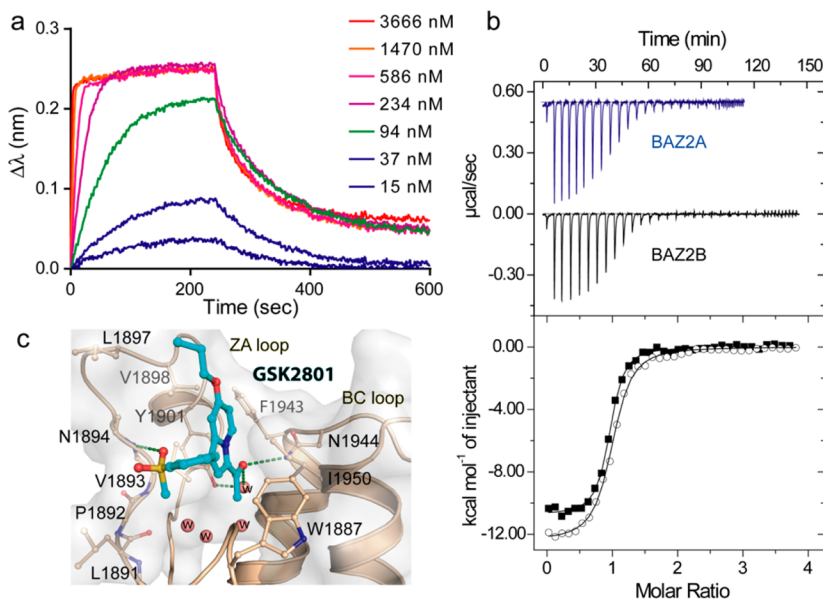 a
3666 nM
1470 nM
586 nM
234 nM
94 nM
37 nM
15 nM
0.3
0.2
0.1
0.0
Δλ (nm)
0
200
400
600
Time (sec)
b
Time (min)
0 30 60 90 120 150
0.60
0.30
0.00
-0.30
µcal/sec
BAZ2A
BAZ2B
0.00
-4.00
-8.00
-12.00
kcal mol⁻¹ of injectant
0 1 2 3 4
Molar Ratio
c
L1897
ZA loop
V1898
GSK2801
Y1901
F1943
BC loop
N1894
N1944
V1893
I1950
W
P1892
W
W
W
W1887
L1891